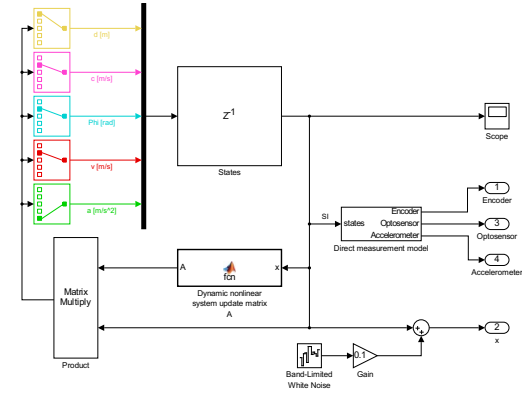 d [m]
c [m/s]
Phi [rad]
v [m/s]
a [m/s^2]
z-1
States
Scope
SI
states
Encoder
Optosensor
Accelerometer
Direct measurement model
1
Encoder
3
Optosensor
4
Accelerometer
Matrix
Multiply
Product
A
fcn
x
Dynamic nonlinear
system update matrix
A
Band-Limited
White Noise
0.1
Gain
2
x